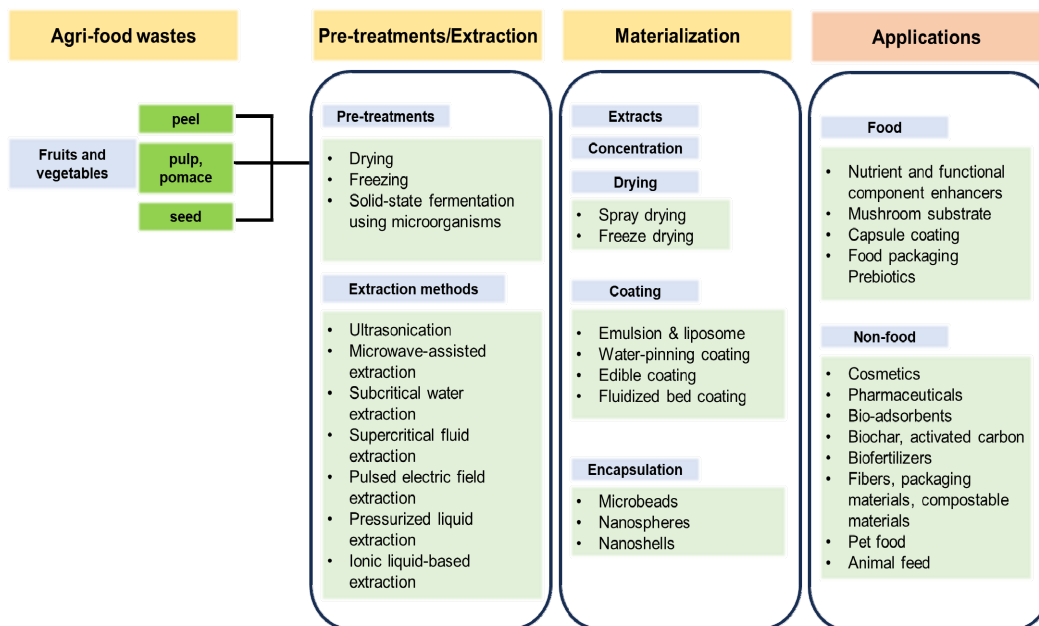 Agri-food wastes
Fruits and
vegetables
peel
pulp,
pomace
seed
Pre-treatments/Extraction
Pre-treatments
• Drying
• Freezing
• Solid-state fermentation
using microorganisms
Extraction methods
• Ultrasonication
• Microwave-assisted
extraction
• Subcritical water
extraction
• Supercritical fluid
extraction
• Pulsed electric field
extraction
• Pressurized liquid
extraction
• Ionic liquid-based
extraction
Materialization
Extracts
Concentration
Drying
• Spray drying
• Freeze drying
Coating
• Emulsion & liposome
• Water-pinning coating
• Edible coating
• Fluidized bed coating
Encapsulation
• Microbeads
• Nanospheres
• Nanoshells
Applications
Food
• Nutrient and functional
component enhancers
• Mushroom substrate
• Capsule coating
• Food packaging
Prebiotics
Non-food
• Cosmetics
• Pharmaceuticals
• Bio-adsorbents
• Biochar, activated carbon
• Biofertilizers
• Fibers, packaging
materials, compostable
materials
• Pet food
• Animal feed